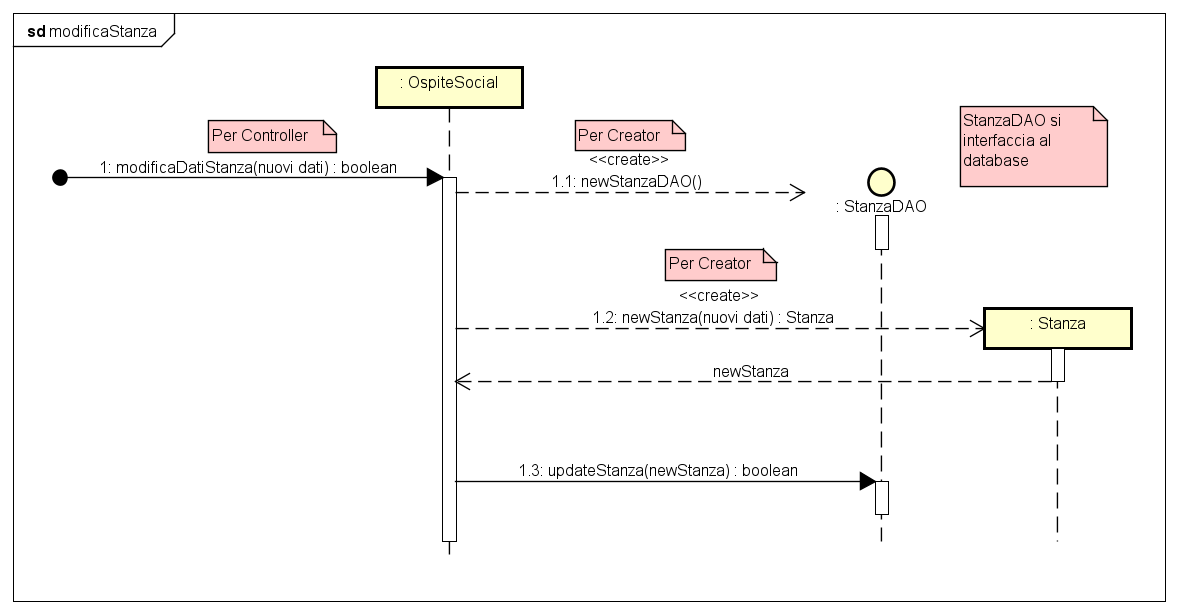 sd modificaStanza
: OspiteSocial
Per Controller
1: modificaDatiStanza(nuovi dati) : boolean
Per Creator
<<create>>
1.1: newStanzaDAO()
: StanzaDAO
StanzaDAO si
interfaccia al
database
Per Creator
<<create>>
1.2: newStanza(nuovi dati) : Stanza
: Stanza
newStanza
1.3: updateStanza(newStanza) : boolean